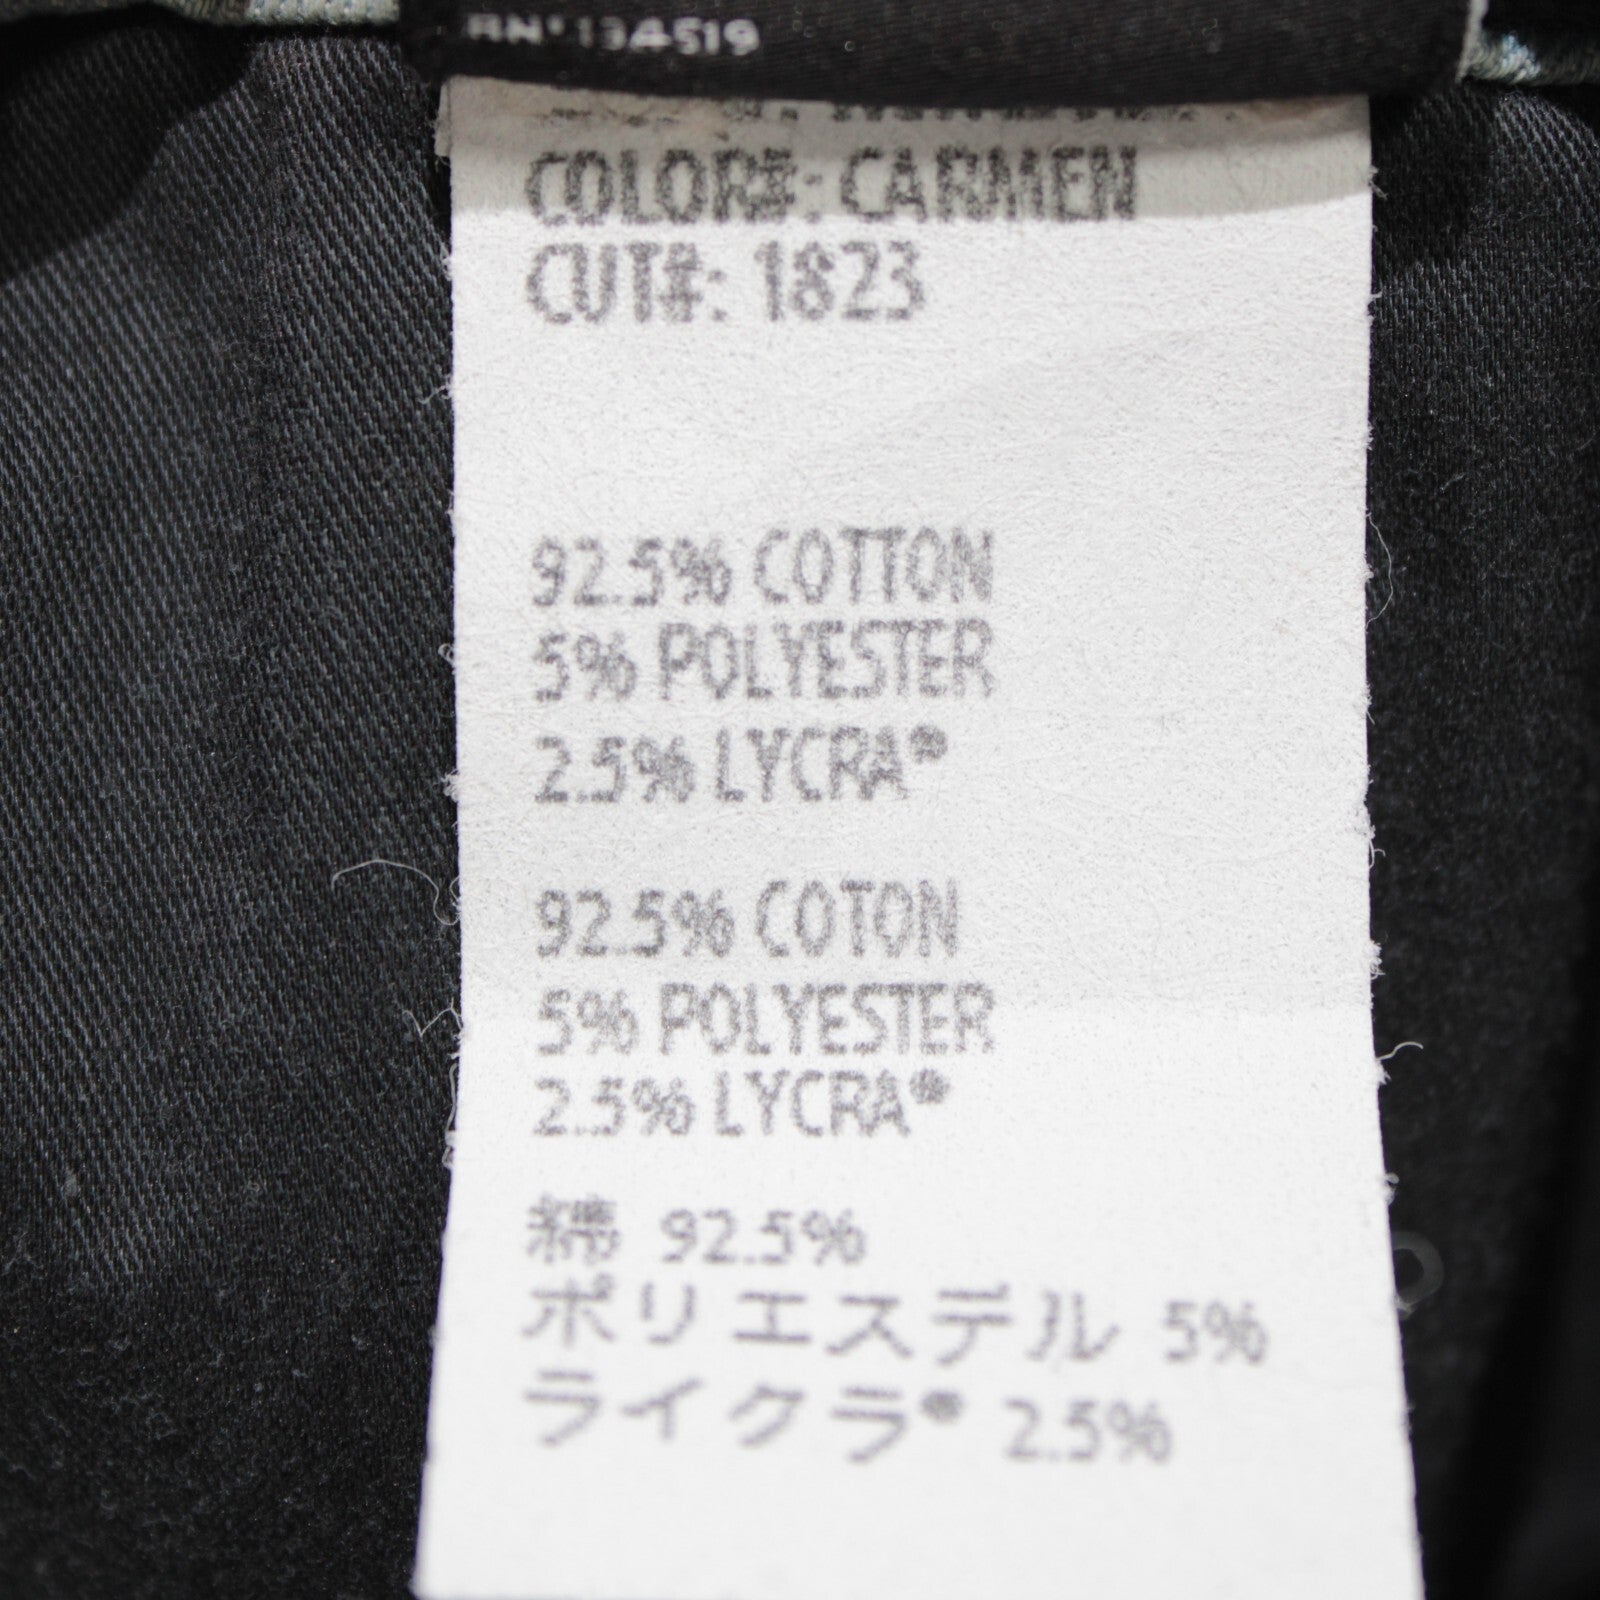 RN# 134519
COLOR#: CARMEN
CUT#: 1823
92.5% COTTON
5% POLYESTER
2.5% LYCRA®
92.5% COTON
5% POLYESTER
2.5% LYCRA®
綿 92.5%
ポリエステル 5%
ライクラ® 2.5%